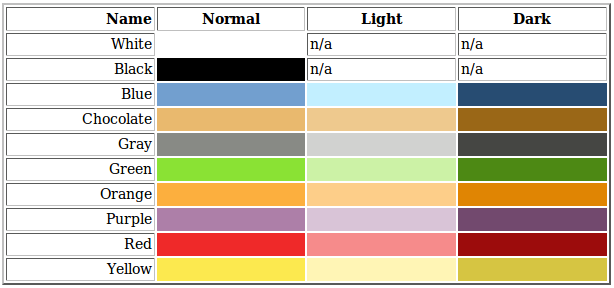 Name Normal Light Dark
White n/a n/a
Black n/a n/a
Blue
Chocolate
Gray
Green
Orange
Purple
Red
Yellow